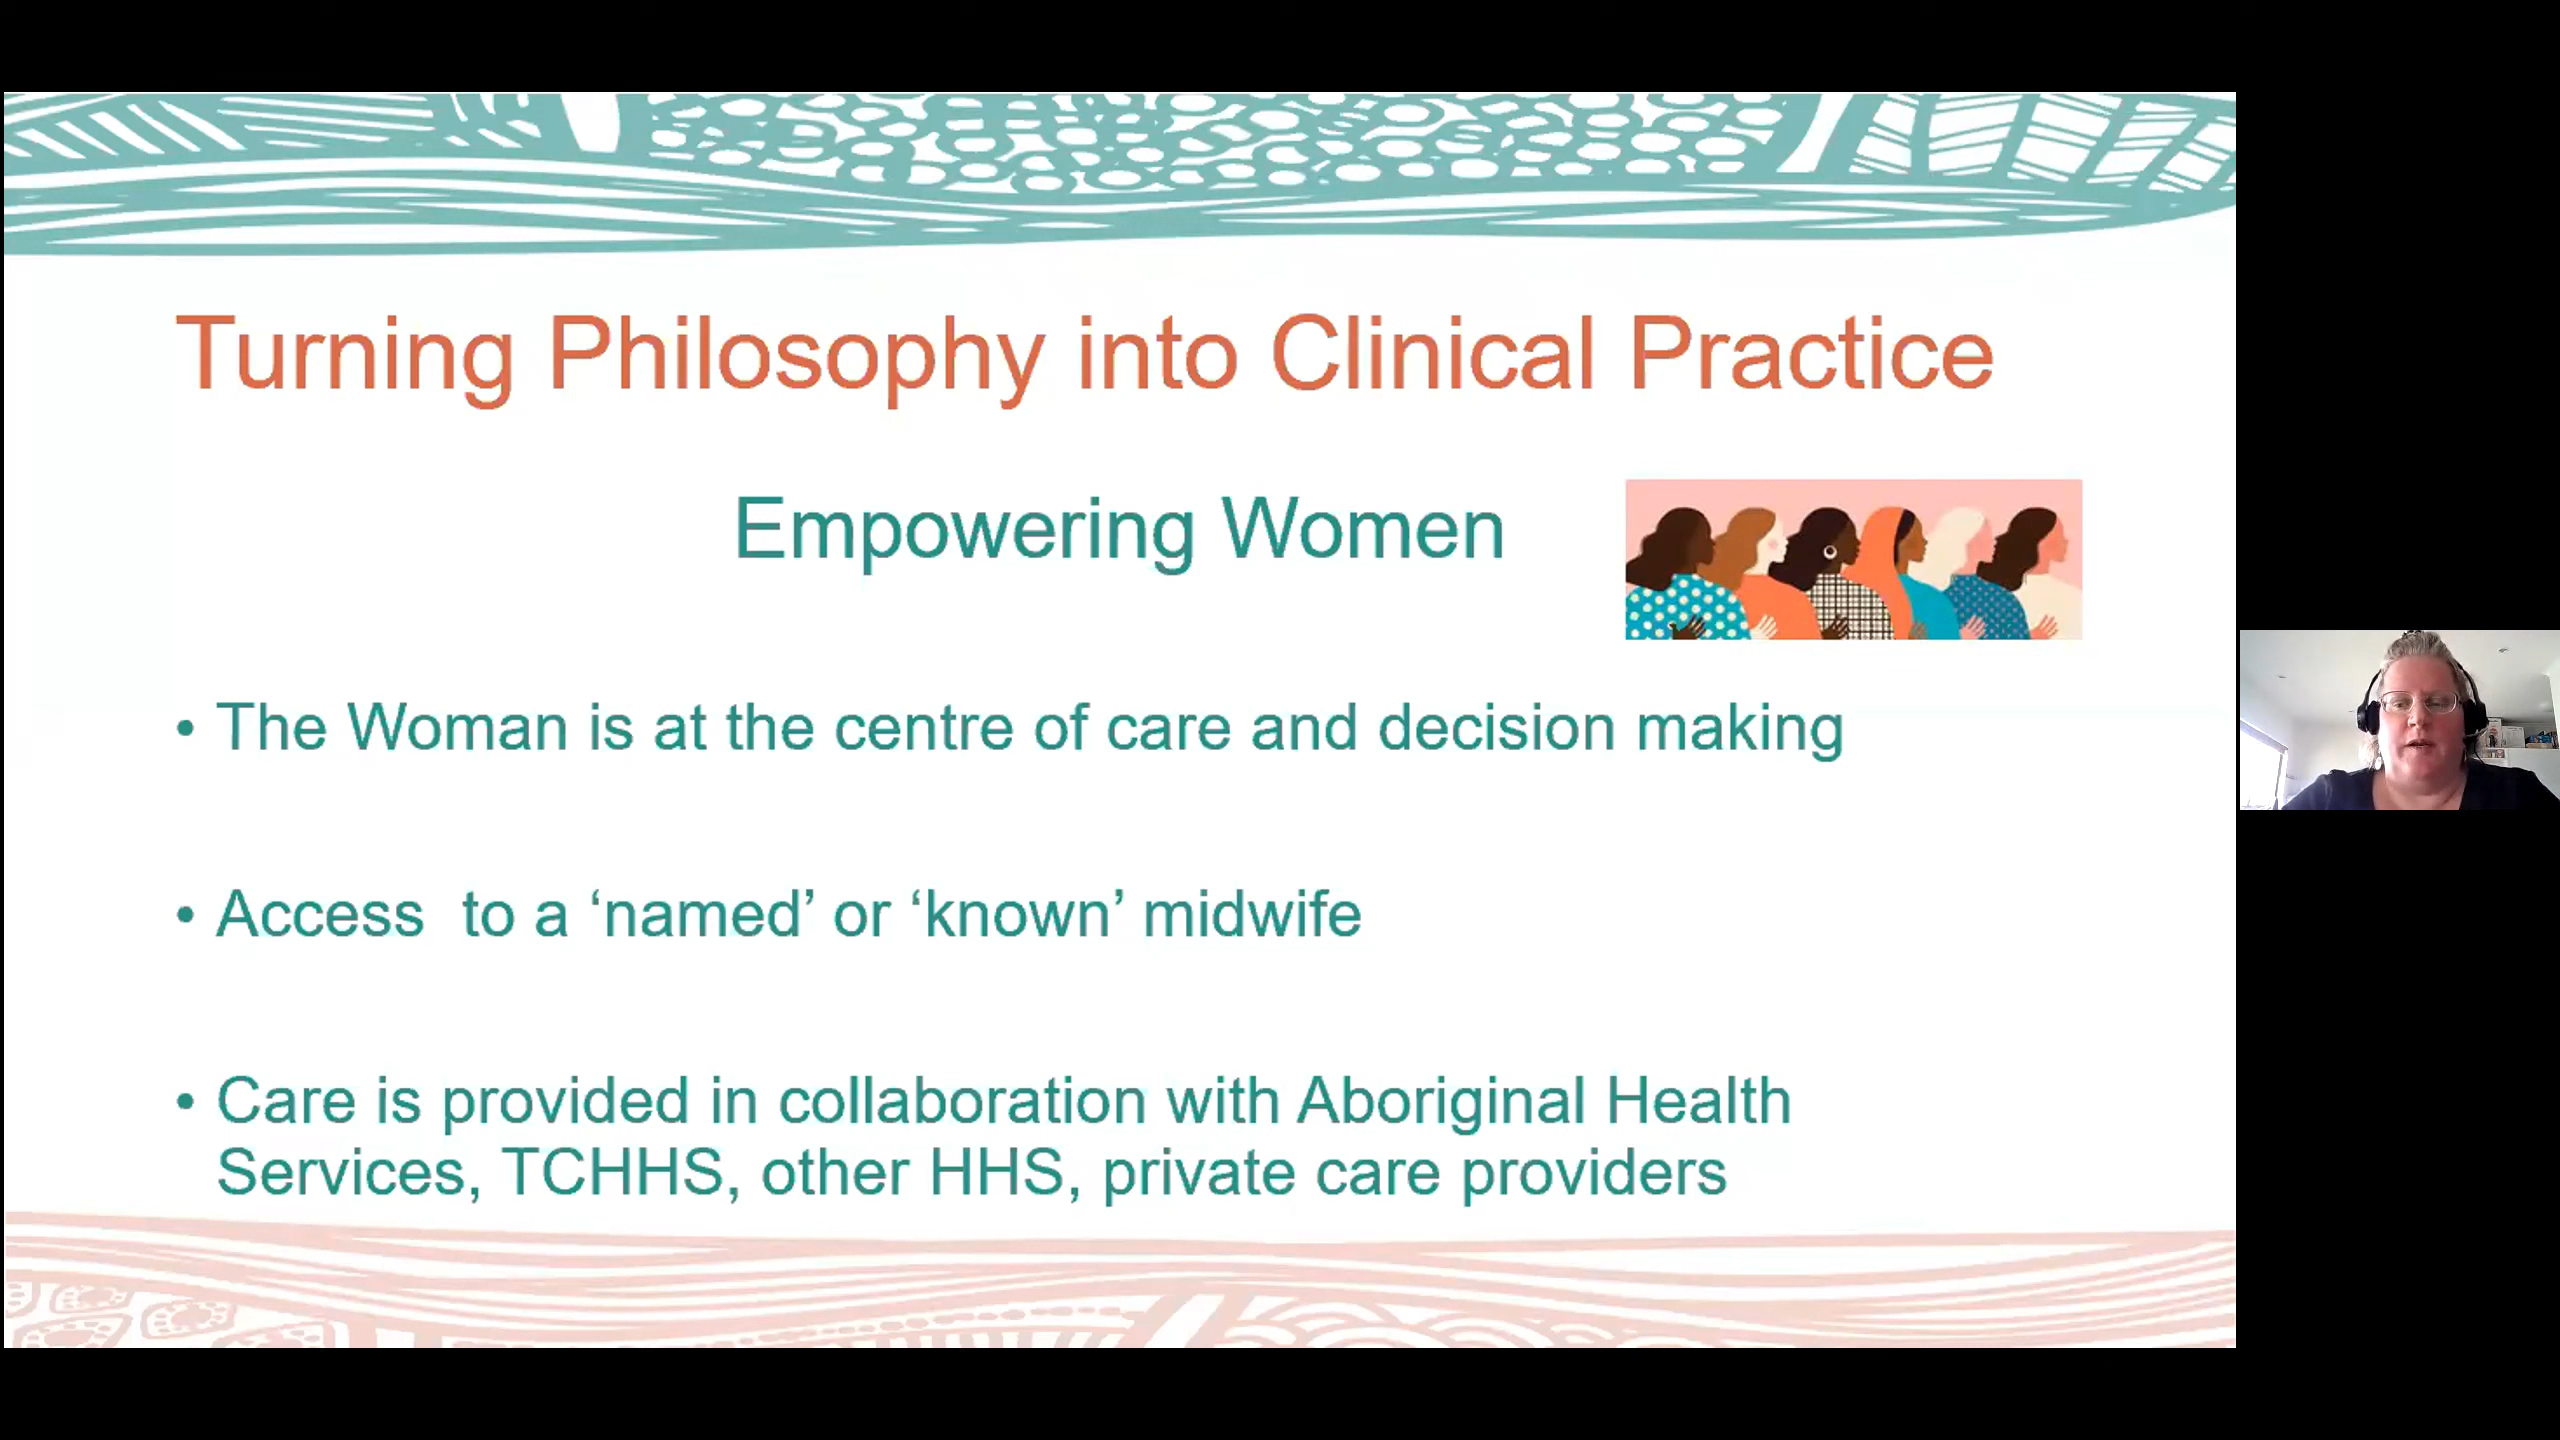 Turning Philosophy into Clinical Practice
Empowering Women
• The Woman is at the centre of care and decision making
• Access  to a ‘named’ or ‘known’ midwife
• Care is provided in collaboration with Aboriginal Health
Services, TCHHS, other HHS, private care providers